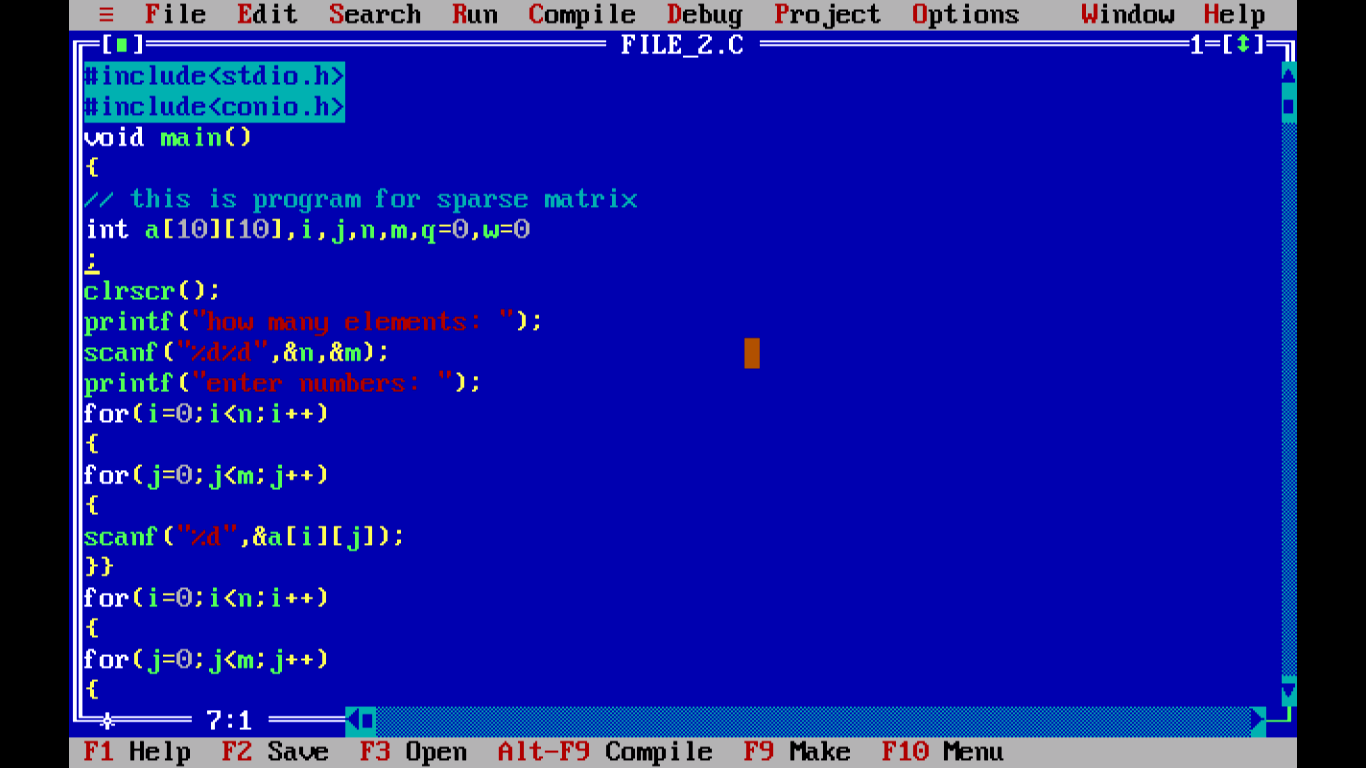 ≡ File Edit Search Run Compile Debug Project Options Window Help
[■] FILE_2.C 1=[↕]
#include<stdio.h>
#include<conio.h>
void main()
{
// this is program for sparse matrix
int a[10][10],i,j,n,m,q=0,w=0
;
clrscr();
printf("how many elements: ");
scanf("%d%d",&n,&m);
printf("enter numbers: ");
for(i=0;i<n;i++)
{
for(j=0;j<m;j++)
{
scanf("%d",&a[i][j]);
}}
for(i=0;i<n;i++)
{
for(j=0;j<m;j++)
{
7:1
F1 Help F2 Save F3 Open Alt-F9 Compile F9 Make F10 Menu